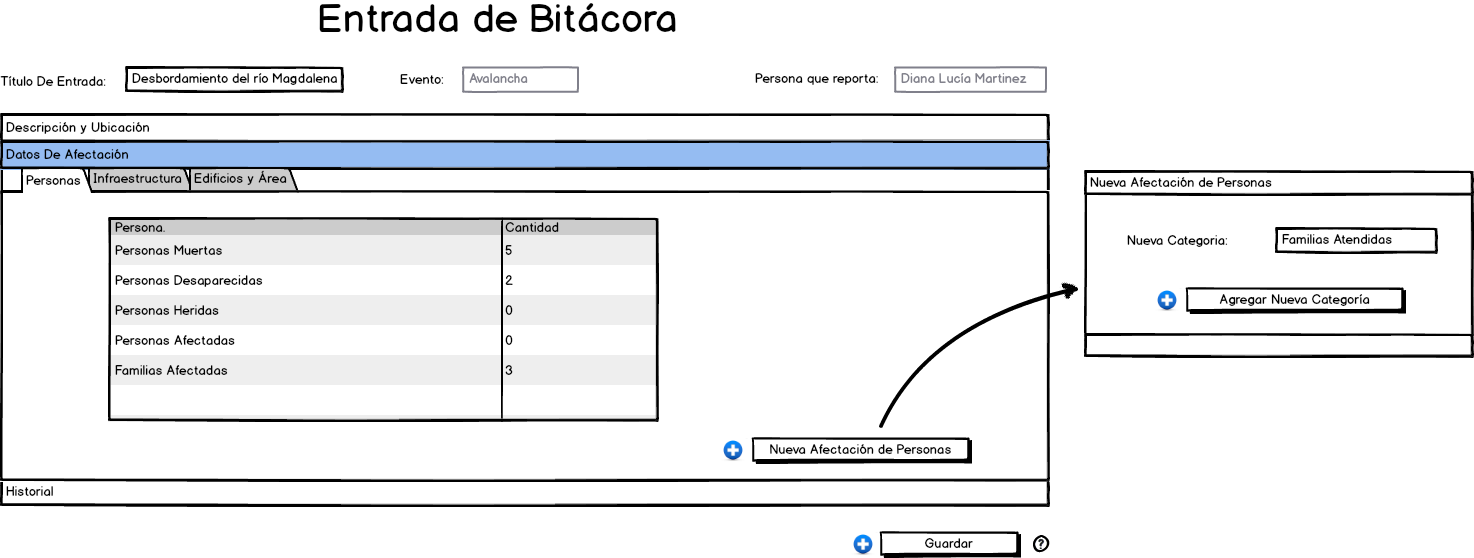 Entrada de Bitácora
Título De Entrada: Desbordamiento del río Magdalena Evento: Avalancha Persona que reporta: Diana Lucía Martinez
Descripción y Ubicación
Datos De Afectación
Personas Infraestructura Edificios y Área
Persona. Cantidad
Personas Muertas 5
Personas Desaparecidas 2
Personas Heridas 0
Personas Afectadas 0
Familias Afectadas 3
Nueva Afectación de Personas
Historial
Guardar ?
Nueva Afectación de Personas
Nueva Categoria: Familias Atendidas
Agregar Nueva Categoría